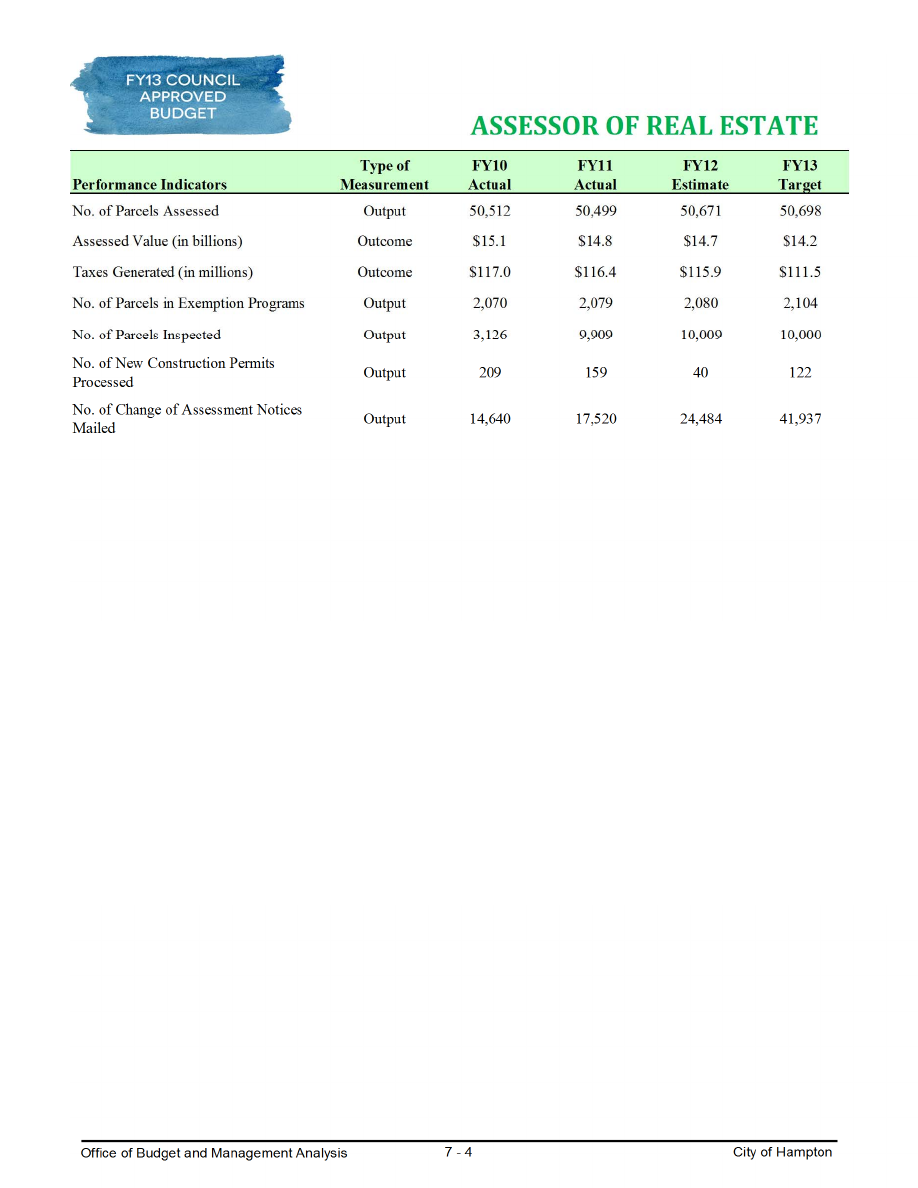 FY13 COUNCIL
APPROVED
BUDGET
ASSESSOR OF REAL ESTATE
Type of FY10 FY11 FY12 FY13
Performance Indicators Measurement Actual Actual Estimate Target
No. of Parcels Assessed Output 50,512 50,499 50,671 50,698
Assessed Value (in billions) Outcome $15.1 $14.8 $14.7 $14.2
Taxes Generated (in millions) Outcome $117.0 $116.4 $115.9 $111.5
No. of Parcels in Exemption Programs Output 2,070 2,079 2,080 2,104
No. of Parcels Inspected Output 3,126 9,909 10,009 10,000
No. of New Construction Permits
Processed Output 209 159 40 122
No. of Change of Assessment Notices
Mailed Output 14,640 17,520 24,484 41,937
Office of Budget and Management Analysis 7 - 4 City of Hampton